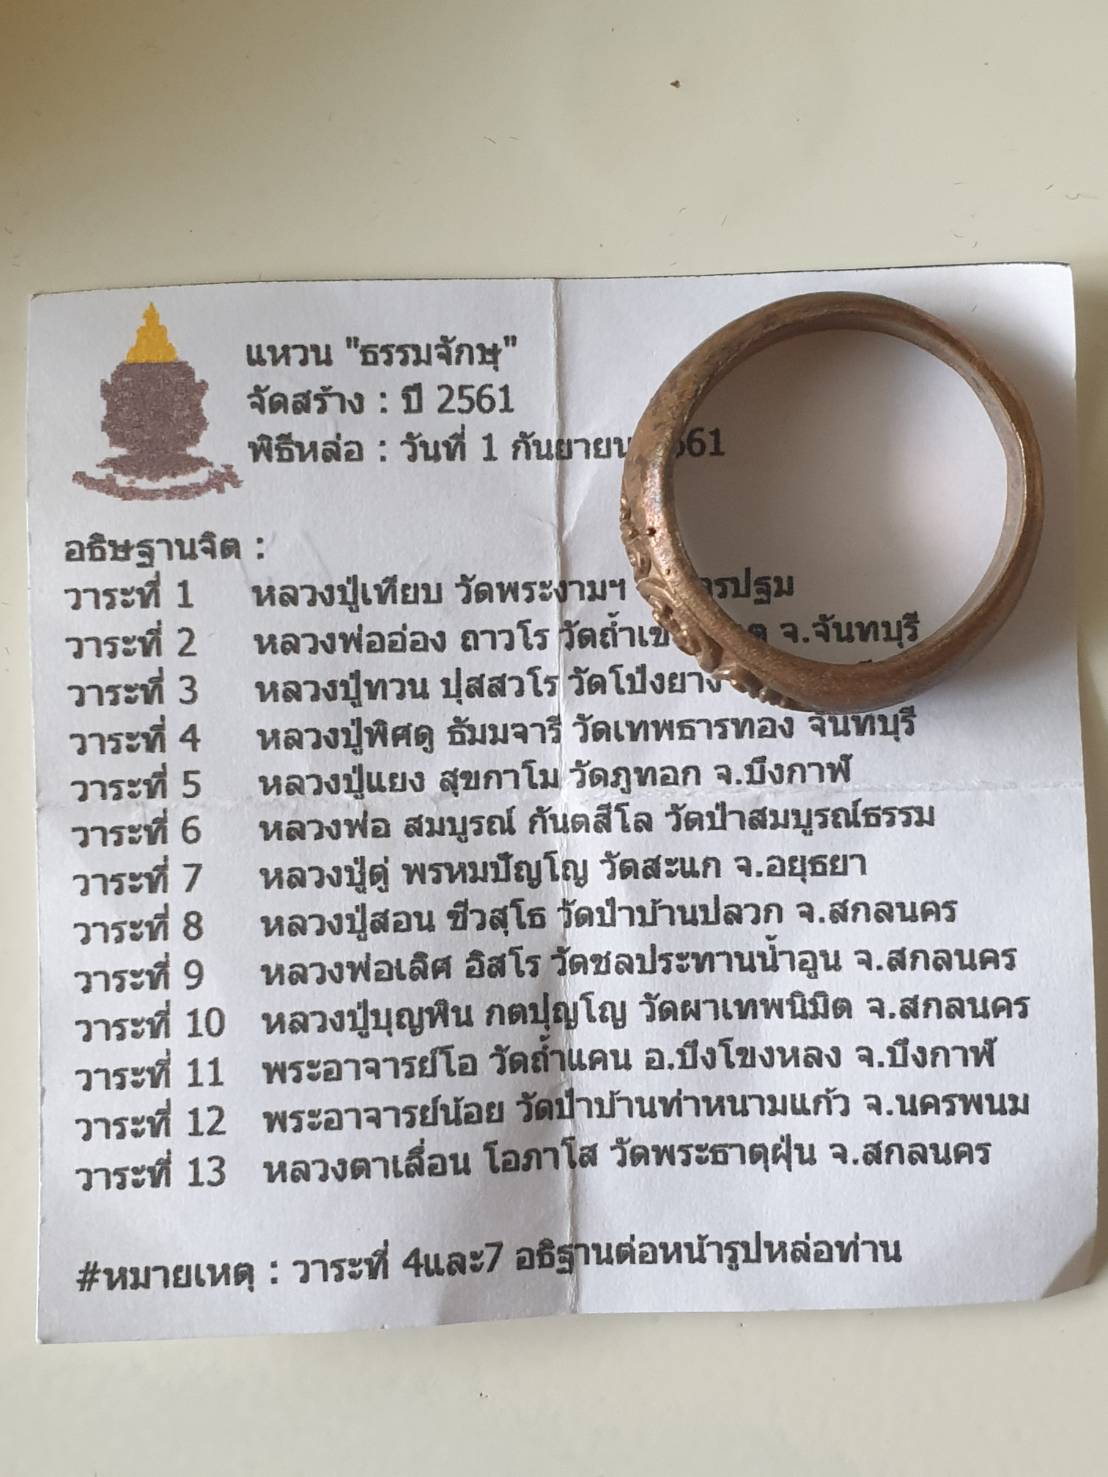 แหวน "ธรรมจักษุ"
จัดสร้าง : ปี 2561
พิธีหล่อ : วันที่ 1 กันยายน 2561
อธิษฐานจิต :
วาระที่ 1 หลวงปู่เทียบ วัดพระงามฯ
วาระที่ 2 หลวงพ่ออ่อง ถาวโร จ.จันทบุรี
วาระที่ 3 หลวงปู่ทวน ปุสสวโร วัดโป่งยาง
วาระที่ 4 หลวงปู่พิศดู ธัมมจารี วัดเทพธารทอง จันทบุรี
วาระที่ 5 หลวงปู่แยง สุขกาโม วัดภูทอก จ.บึงกาฬ
วาระที่ 6 หลวงพ่อ สมบูรณ์ กันตสีโล วัดป่าสมบูรณ์ธรรม
วาระที่ 7 หลวงปู่ดู่ พรหมปัญโญ วัดสะแก จ.อยุธยา
วาระที่ 8 หลวงปู่สอน ชีวสุโธ วัดป่าบ้านปลวก จ.สกลนคร
วาระที่ 9 หลวงพ่อเลิศ อิสโร วัดชลประทานน้ำอูน จ.สกลนคร
วาระที่ 10 หลวงปู่บุญพิน กตปุญโญ วัดผาเทพนิมิต จ.สกลนคร
วาระที่ 11 พระอาจารย์โอ วัดถ้ำแคน อ.บึงโขงหลง จ.บึงกาฬ
วาระที่ 12 พระอาจารย์น้อย วัดป่าบ้านท่าหนามแก้ว จ.นครพนม
วาระที่ 13 หลวงตาเลื่อน โอภาโส วัดพระธาตุฝุ่น จ.สกลนคร
#หมายเหตุ : วาระที่ 4และ7 อธิฐานต่อหน้ารูปหล่อท่าน